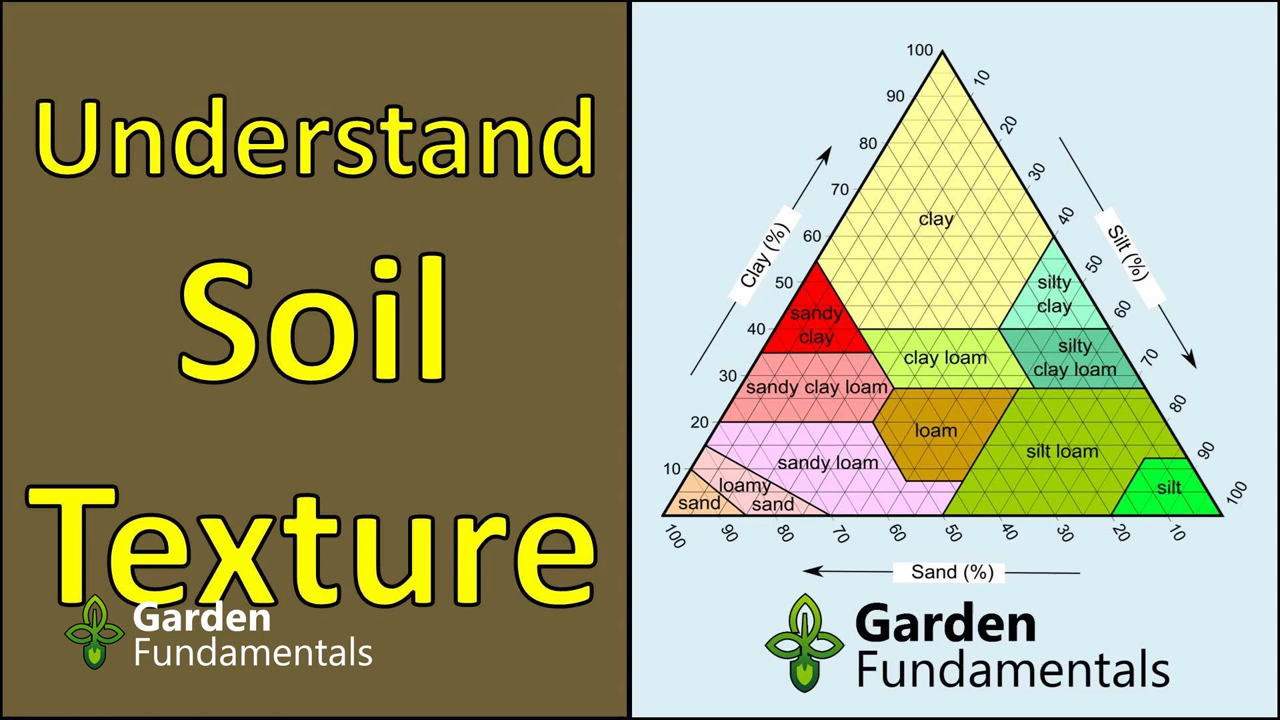 Understand
Soil
Texture
Garden
Fundamentals
100
90
80
70
60
50
40
30
20
10
Clay (%)
10
20
30
40
50
60
70
80
90
100
Silt (%)
clay
silty
clay
sandy
clay
clay loam
silty
clay loam
sandy clay loam
loam
silt loam
sandy loam
loamy
sand
sand
silt
100
90
80
70
60
50
40
30
20
10
Sand (%)
Garden
Fundamentals